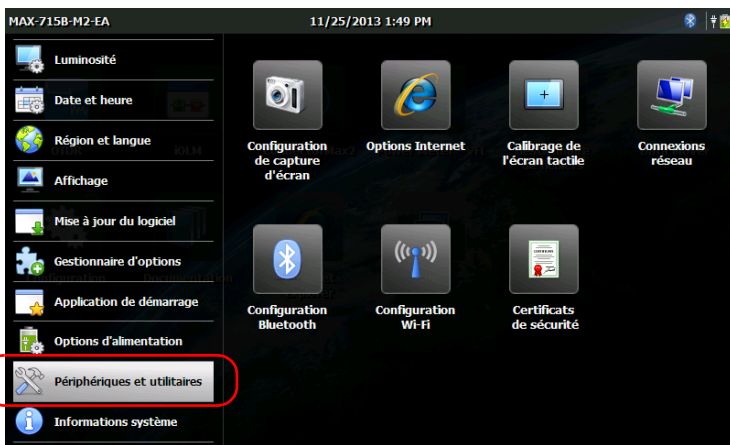 MAX-715B-M2-EA
11/25/2013 1:49 PM
Luminosité
Date et heure
Région et langue
Affichage
Mise à jour du logiciel
Gestionnaire d'options
Application de démarrage
Options d'alimentation
Périphériques et utilitaires
Informations système
Configuration
de capture
d'écran
Options Internet
Calibrage de
l'écran tactile
Connexions
réseau
Configuration
Bluetooth
Configuration
Wi-Fi
Certificats
de sécurité